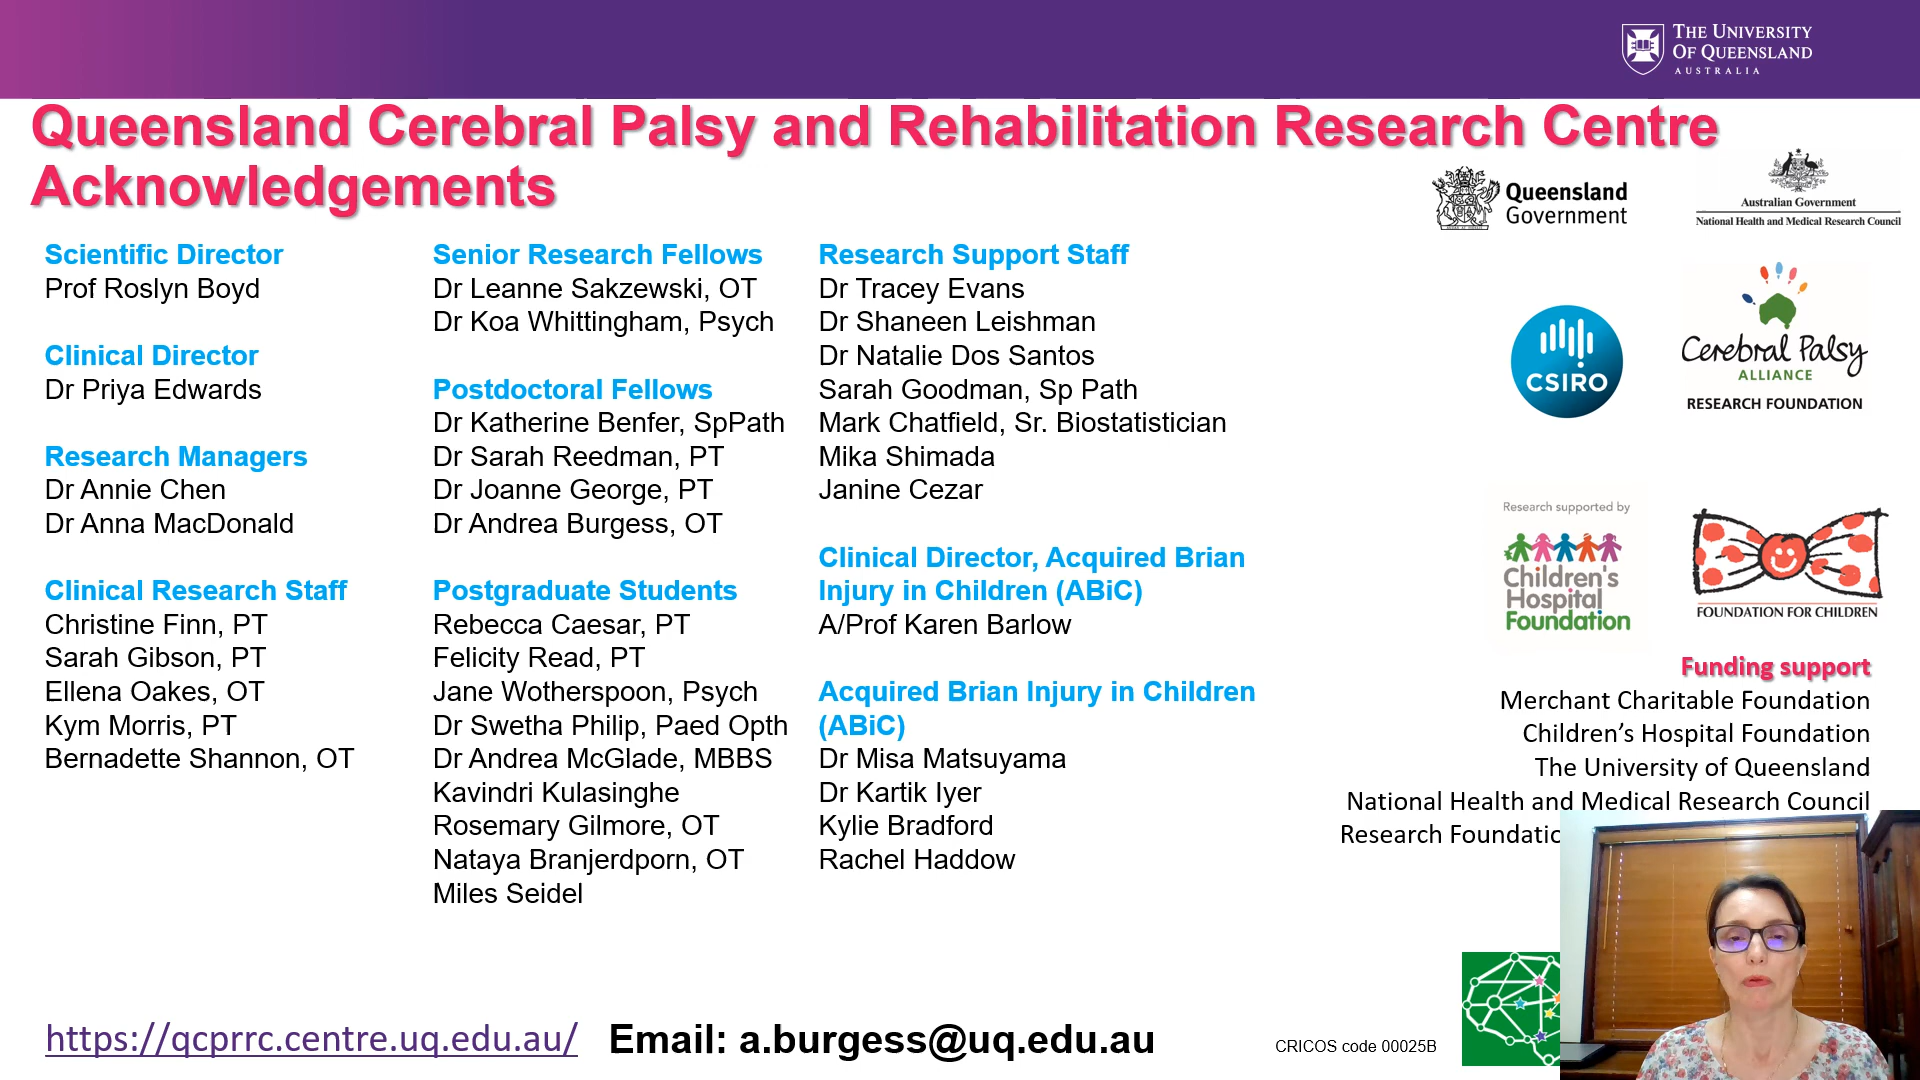 THE UNIVERSITY
OF QUEENSLAND
AUSTRALIA
Queensland Cerebral Palsy and Rehabilitation Research Centre
Acknowledgements
Scientific Director
Prof Roslyn Boyd
Clinical Director
Dr Priya Edwards
Research Managers
Dr Annie Chen
Dr Anna MacDonald
Clinical Research Staff
Christine Finn, PT
Sarah Gibson, PT
Ellena Oakes, OT
Kym Morris, PT
Bernadette Shannon, OT
Senior Research Fellows
Dr Leanne Sakzewski, OT
Dr Koa Whittingham, Psych
Postdoctoral Fellows
Dr Katherine Benfer, SpPath
Dr Sarah Reedman, PT
Dr Joanne George, PT
Dr Andrea Burgess, OT
Postgraduate Students
Rebecca Caesar, PT
Felicity Read, PT
Jane Wotherspoon, Psych
Dr Swetha Philip, Paed Opth
Dr Andrea McGlade, MBBS
Kavindri Kulasinghe
Rosemary Gilmore, OT
Nataya Branjerdporn, OT
Miles Seidel
Research Support Staff
Dr Tracey Evans
Dr Shaneen Leishman
Dr Natalie Dos Santos
Sarah Goodman, Sp Path
Mark Chatfield, Sr. Biostatistician
Mika Shimada
Janine Cezar
Clinical Director, Acquired Brian
Injury in Children (ABiC)
A/Prof Karen Barlow
Acquired Brian Injury in Children
(ABiC)
Dr Misa Matsuyama
Dr Kartik Iyer
Kylie Bradford
Rachel Haddow
Queensland
Government
Australian Government
National Health and Medical Research Council
CSIRO
Cerebral Palsy
ALLIANCE
RESEARCH FOUNDATION
Research supported by
Children's
Hospital
Foundation
FOUNDATION FOR CHILDREN
Funding support
Merchant Charitable Foundation
Children’s Hospital Foundation
The University of Queensland
National Health and Medical Research Council
Research
https://qcprrc.centre.uq.edu.au/
Email: a.burgess@uq.edu.au
CRICOS code 00025B